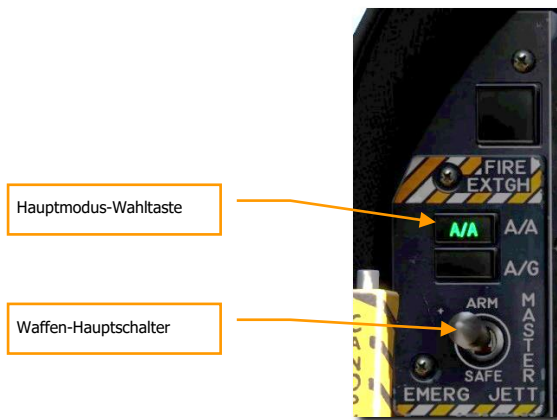 FIRE
EXTGH
Hauptmodus-Wahltaste
A/A A/A
A/G
Waffen-Hauptschalter
ARM
MASTER
SAFE
EMERG JETT